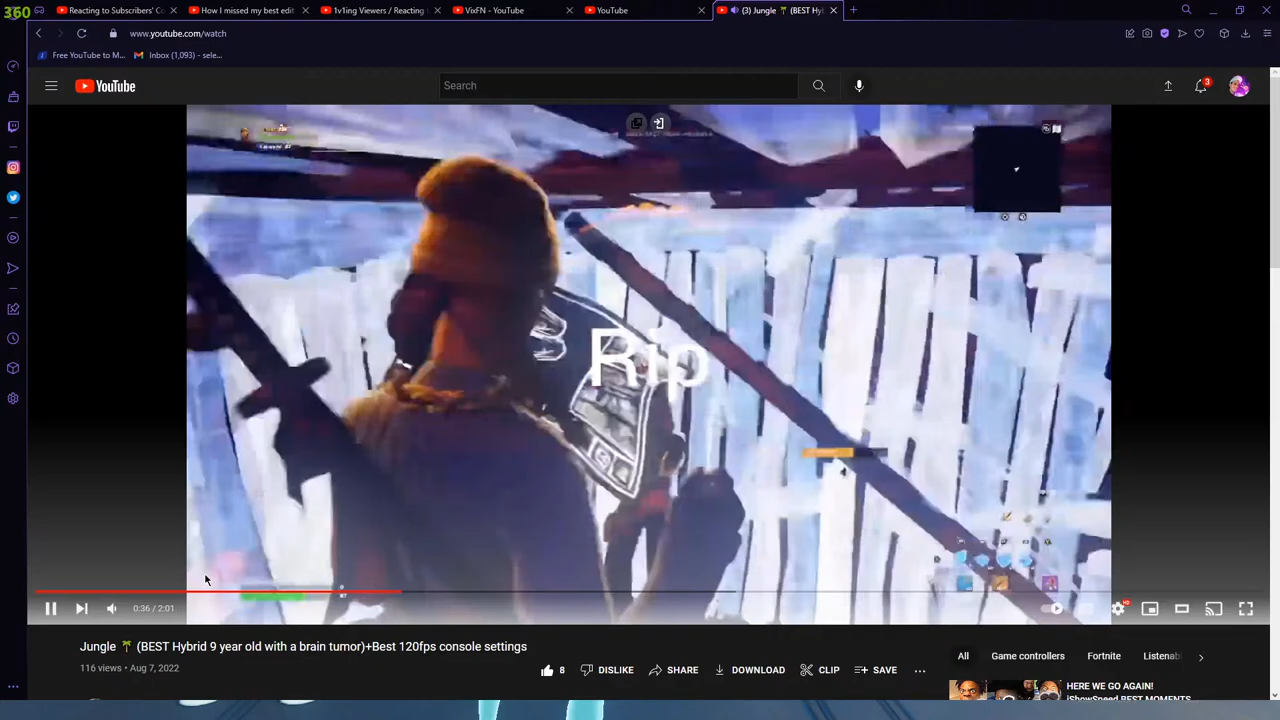 Reacting to Subscribers' Co
How I missed my best edit
1v1ing Viewers / Reacting
VixFN - YouTube
YouTube
(3) Jungle 🌴 (BEST Hyb
www.youtube.com/watch
Free YouTube to M...
Inbox (1,093) - sele...
YouTube
Search
3
Rip
0:36 / 2:01
HD
Jungle 🌴 (BEST Hybrid 9 year old with a brain tumor)+Best 120fps console settings
116 views • Aug 7, 2022
8
DISLIKE
SHARE
DOWNLOAD
CLIP
SAVE
All
Game controllers
Fortnite
Listenab
HERE WE GO AGAIN!
iShowSpeed BEST MOMENTS